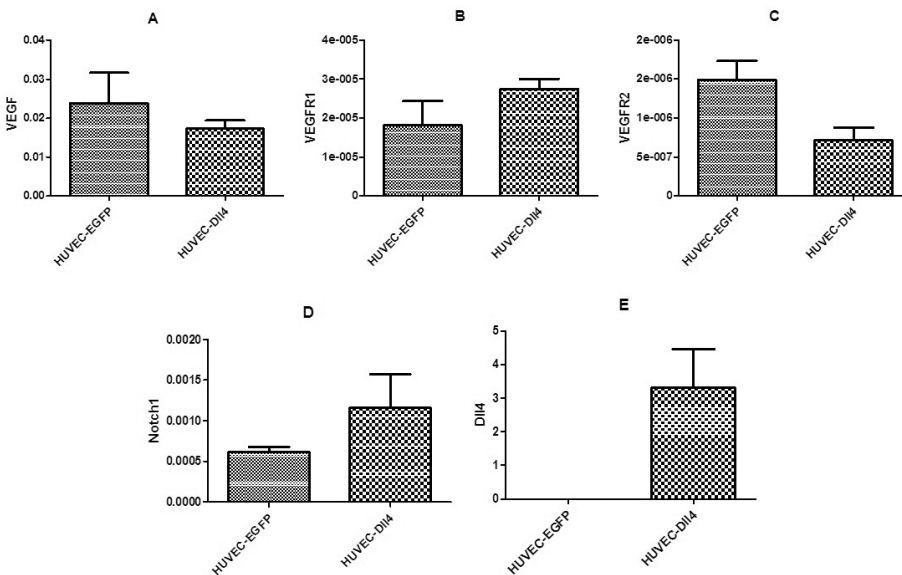 A
VEGF
0.04
0.03
0.02
0.01
0.00
HUVEC-EGFP
HUVEC-Dll4
B
VEGFR1
4e-005
3e-005
2e-005
1e-005
0
HUVEC-EGFP
HUVEC-Dll4
C
VEGFR2
2e-006
2e-006
1e-006
5e-007
0
HUVEC-EGFP
HUVEC-Dll4
D
Notch1
0.0020
0.0015
0.0010
0.0005
0.0000
HUVEC-EGFP
HUVEC-Dll4
E
Dll4
5
4
3
2
1
0
HUVEC-EGFP
HUVEC-Dll4